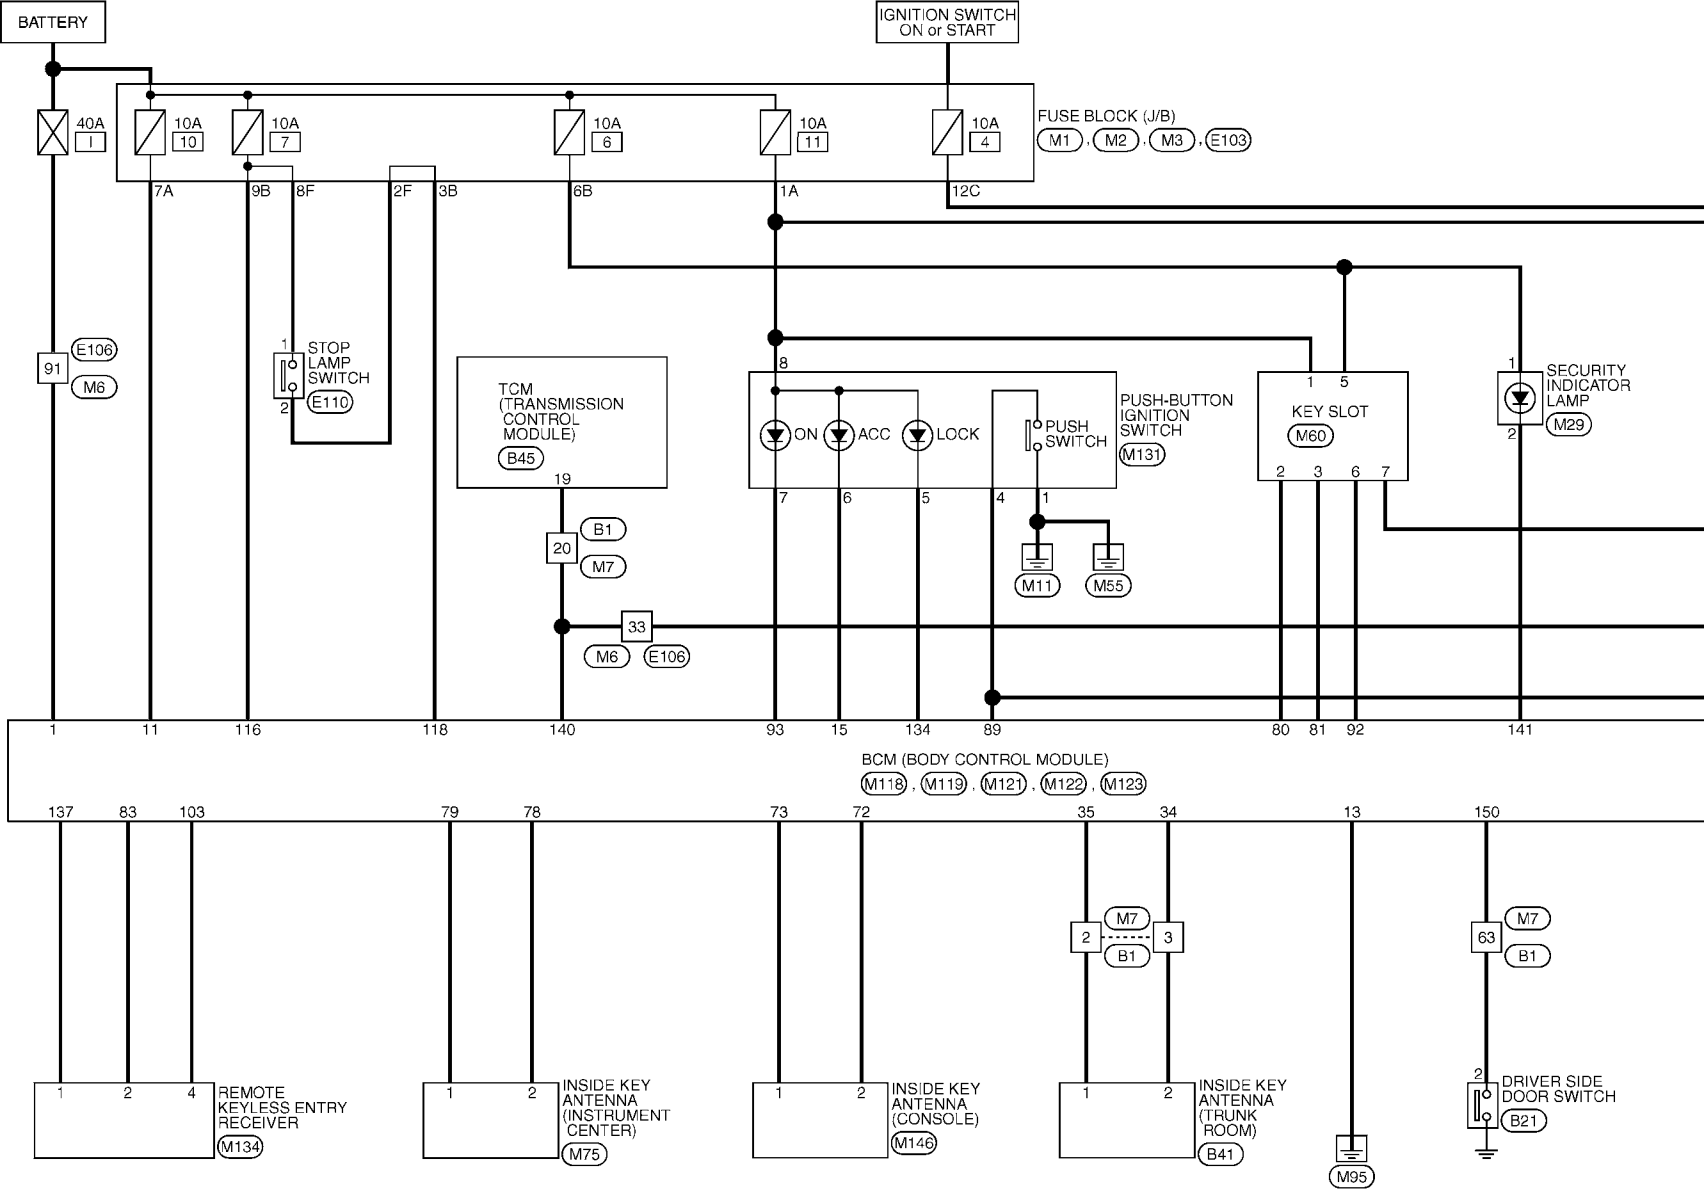 BATTERY
IGNITION SWITCH
ON or START
40A
I
10A
10
10A
7
10A
6
10A
11
10A
4
FUSE BLOCK (J/B)
M1 , M2 , M3 , E103
7A
9B
8F
2F
3B
6B
1A
12C
91
E106
M6
1
STOP
LAMP
SWITCH
E110
2
TCM
(TRANSMISSION
CONTROL
MODULE)
B45
19
B1
20
M7
33
M6
E106
8
ON
ACC
LOCK
PUSH
SWITCH
PUSH-BUTTON
IGNITION
SWITCH
M131
7
6
5
4
1
M11
M55
1
5
KEY SLOT
M60
2
3
6
7
1
SECURITY
INDICATOR
LAMP
M29
2
1
11
116
118
140
93
15
134
89
80
81
92
141
BCM (BODY CONTROL MODULE)
M118 , M119 , M121 , M122 , M123
137
83
103
79
78
73
72
35
34
13
150
M7
2
3
B1
M7
63
B1
1
2
4
REMOTE
KEYLESS ENTRY
RECEIVER
M134
1
2
INSIDE KEY
ANTENNA
(INSTRUMENT
CENTER)
M75
1
2
INSIDE KEY
ANTENNA
(CONSOLE)
M146
1
2
INSIDE KEY
ANTENNA
(TRUNK
ROOM)
B41
M95
2
DRIVER SIDE
DOOR SWITCH
B21